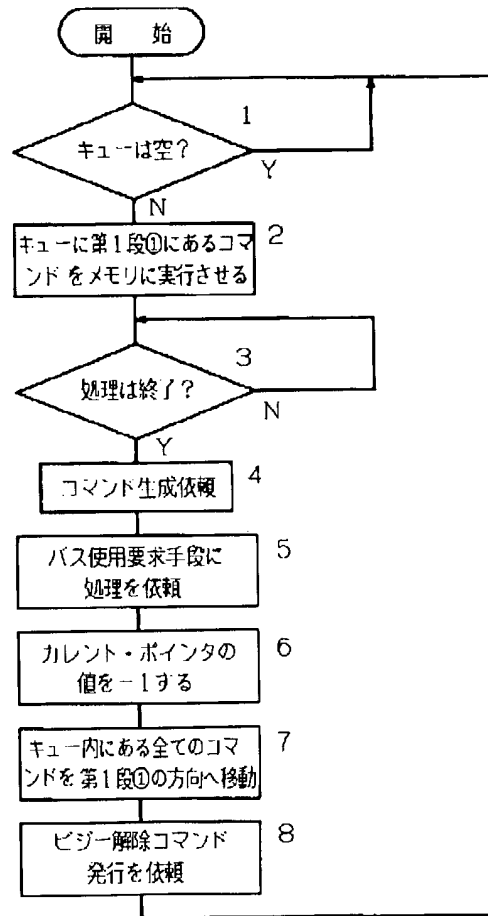 開 始
1
キューは空?
Y
N
2
キューに第1段①にあるコマ
ンドをメモリに実行させる
3
処理は終了?
N
Y
4
コマンド生成依頼
5
バス使用要求手段に
処理を依頼
6
カレント・ポインタの
値を-1する
7
キュー内にある全てのコマ
ンドを第1段①の方向へ移動
8
ビジー解除コマンド
発行を依頼